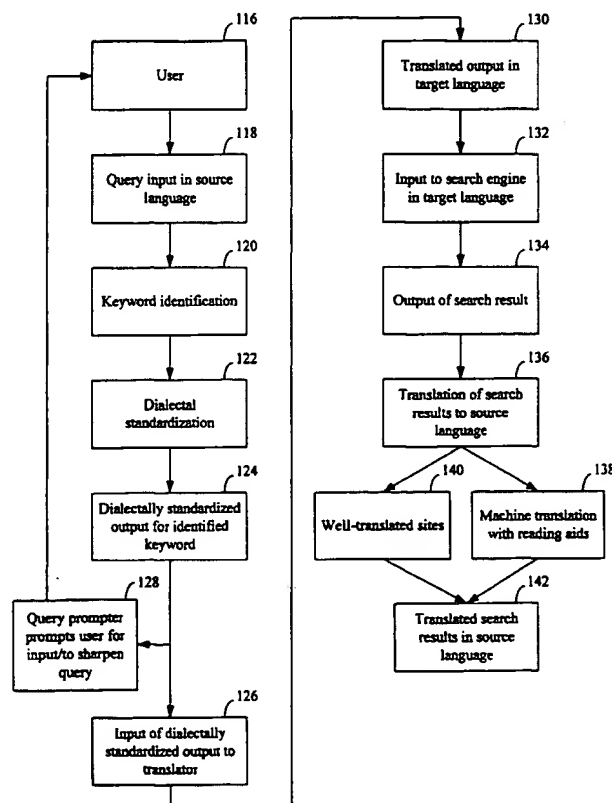 116
User
118
Query input in source
language
120
Keyword identification
122
Dialectal
standardization
124
Dialectally standardized
output for identified
keyword
128
Query prompter
prompts user for
input/to sharpen
query
126
Input of dialectally
standardized output to
translator
130
Translated output in
target language
132
Input to search engine
in target language
134
Output of search result
136
Translation of search
results to source
language
140
Well-translated sites
138
Machine translation
with reading aids
142
Translated search
results in source
language